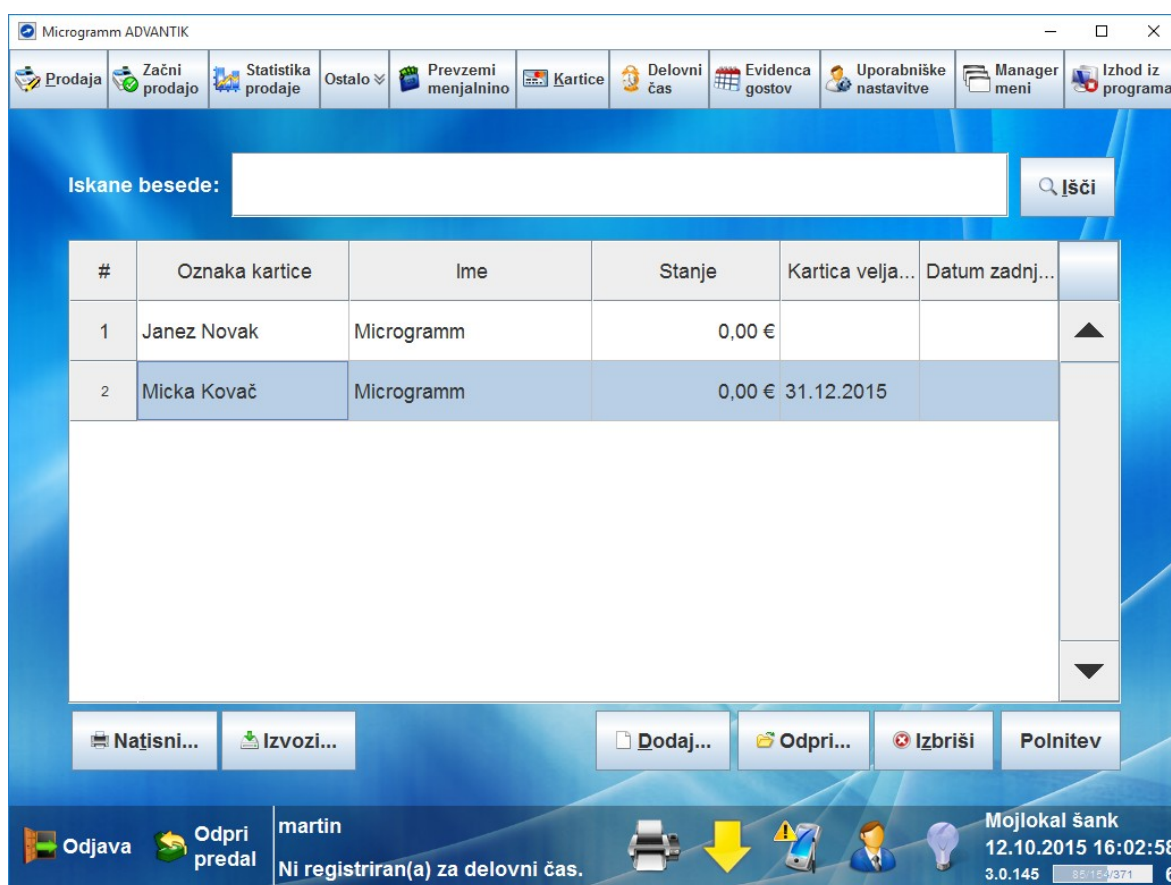 Microgramm ADVANTIK
Prodaja
Začni prodajo
Statistika prodaje
Ostalo
Prevzemi menjalnino
Kartice
Delovni čas
Evidenca gostov
Uporabniške nastavitve
Manager meni
Izhod iz programa
Iskane besede:
Išči
# Oznaka kartice Ime Stanje Kartica velja... Datum zadnj...
1 Janez Novak Microgramm 0,00 €
2 Micka Kovač Microgramm 0,00 € 31.12.2015
Natisni... Izvozi... Dodaj... Odpri... Izbriši Polnitev
Odjava
Odpri predal
martin
Ni registriran(a) za delovni čas.
Mojlokal šank
12.10.2015 16:02:58
3.0.145